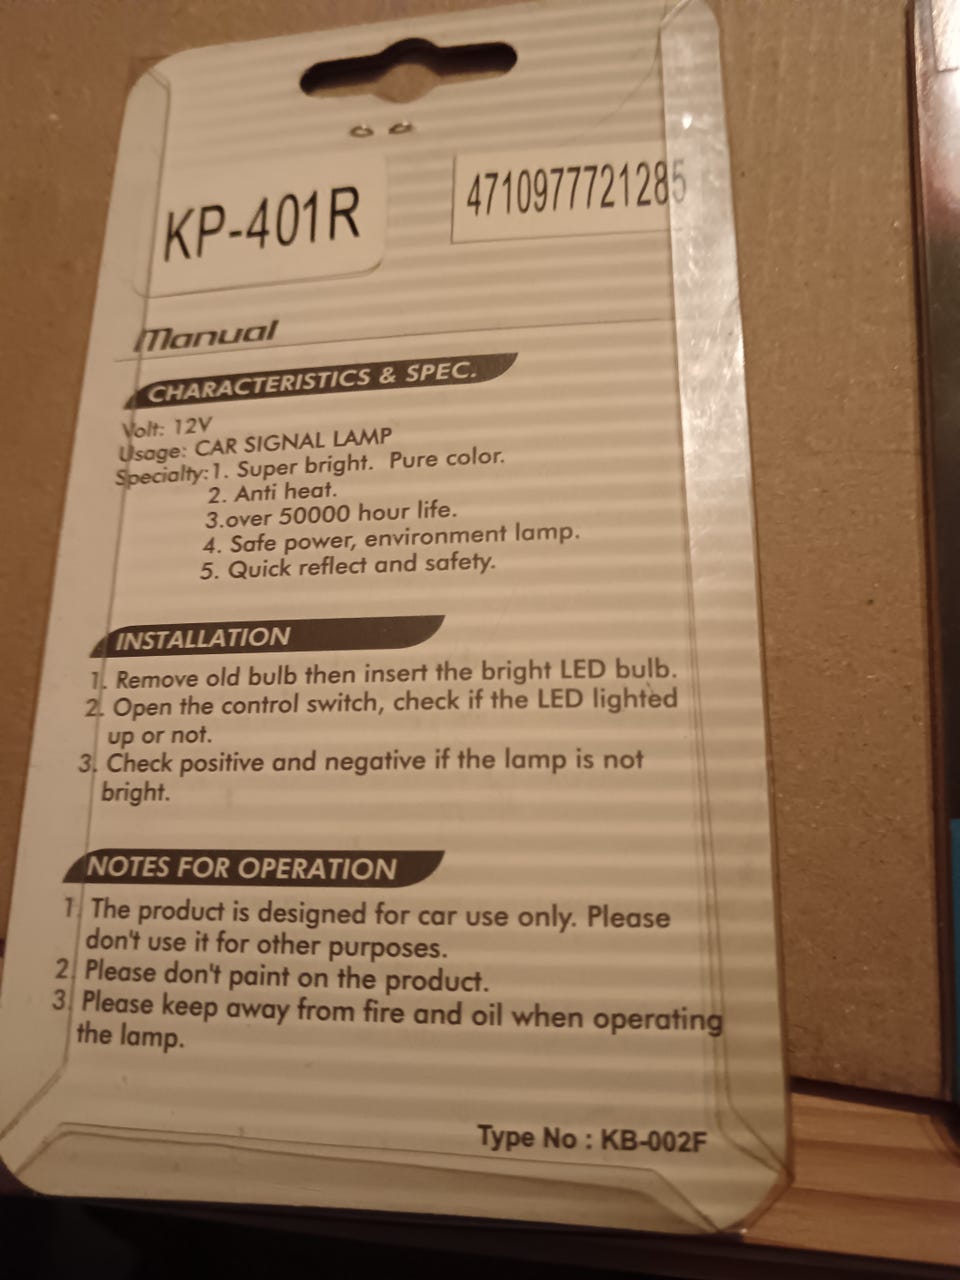 KP-401R
4710977721285
Manual
CHARACTERISTICS & SPEC.
Volt: 12V
Usage: CAR SIGNAL LAMP
Specialty:1. Super bright. Pure color.
2. Anti heat.
3.over 50000 hour life.
4. Safe power, environment lamp.
5. Quick reflect and safety.
INSTALLATION
1. Remove old bulb then insert the bright LED bulb.
2. Open the control switch, check if the LED lighted
up or not.
3. Check positive and negative if the lamp is not
bright.
NOTES FOR OPERATION
1. The product is designed for car use only. Please
don't use it for other purposes.
2. Please don't paint on the product.
3. Please keep away from fire and oil when operating
the lamp.
Type No : KB-002F